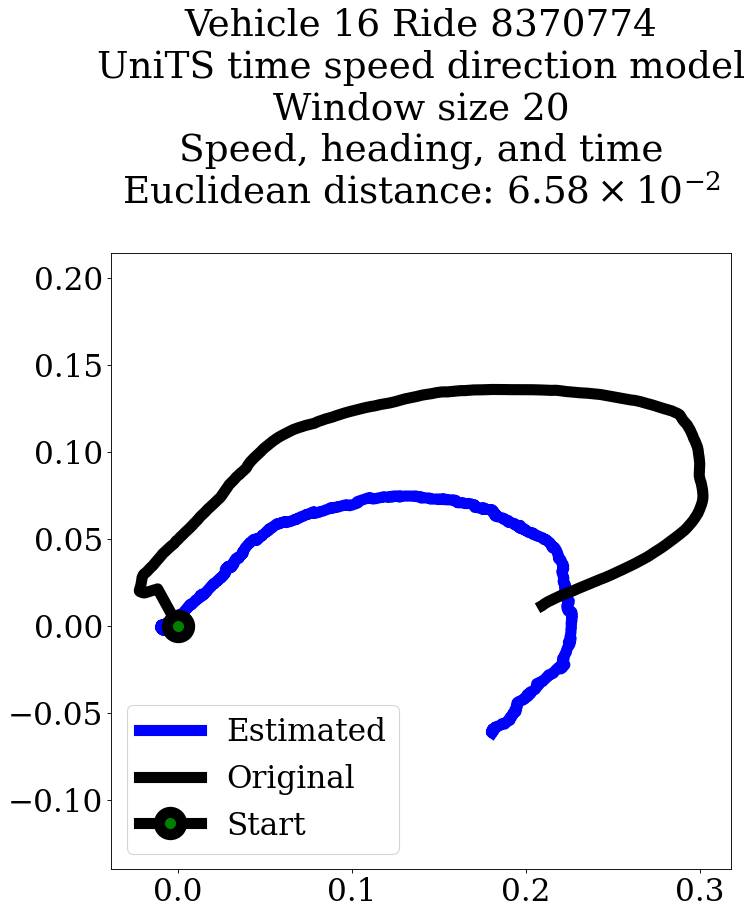 Vehicle 16 Ride 8370774
UniTS time speed direction model
Window size 20
Speed, heading, and time
Euclidean distance: $6.58 \times 10^{-2}$
0.20
0.15
0.10
0.05
0.00
−0.05
−0.10
Estimated
Original
Start
0.0 0.1 0.2 0.3